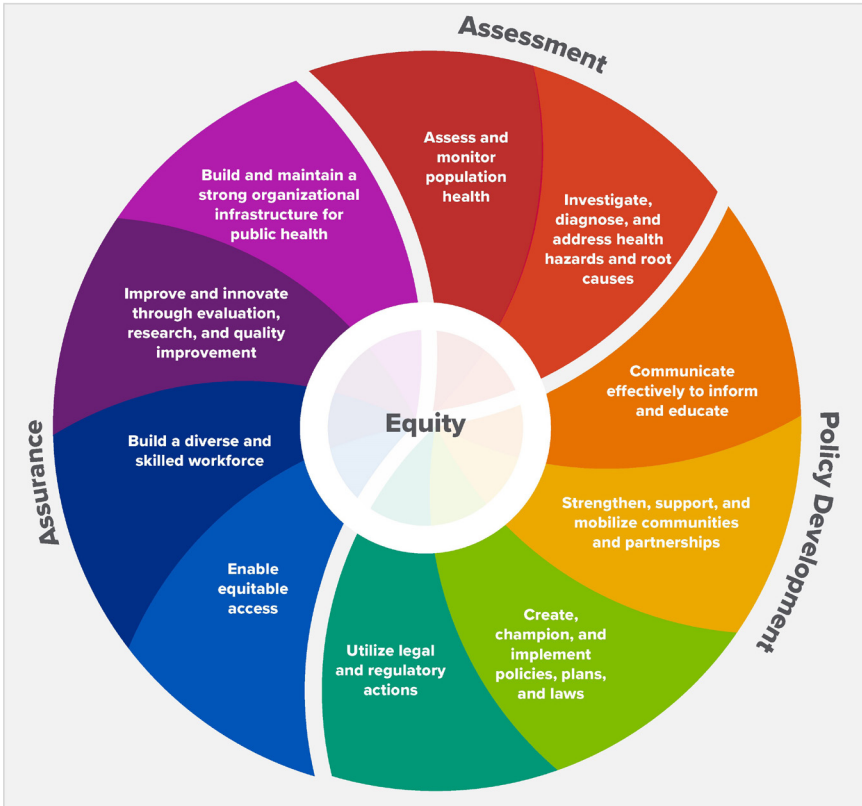 Assessment
Assess and
monitor
population
health
Investigate,
diagnose, and
address health
hazards and root
causes
Communicate
effectively to inform
and educate
Policy Development
Strengthen, support, and
mobilize communities
and partnerships
Create,
champion, and
implement
policies, plans,
and laws
Utilize legal
and regulatory
actions
Enable
equitable
access
Assurance
Build a diverse and
skilled workforce
Improve and innovate
through evaluation,
research, and quality
improvement
Build and maintain a
strong organizational
infrastructure for
public health
Equity